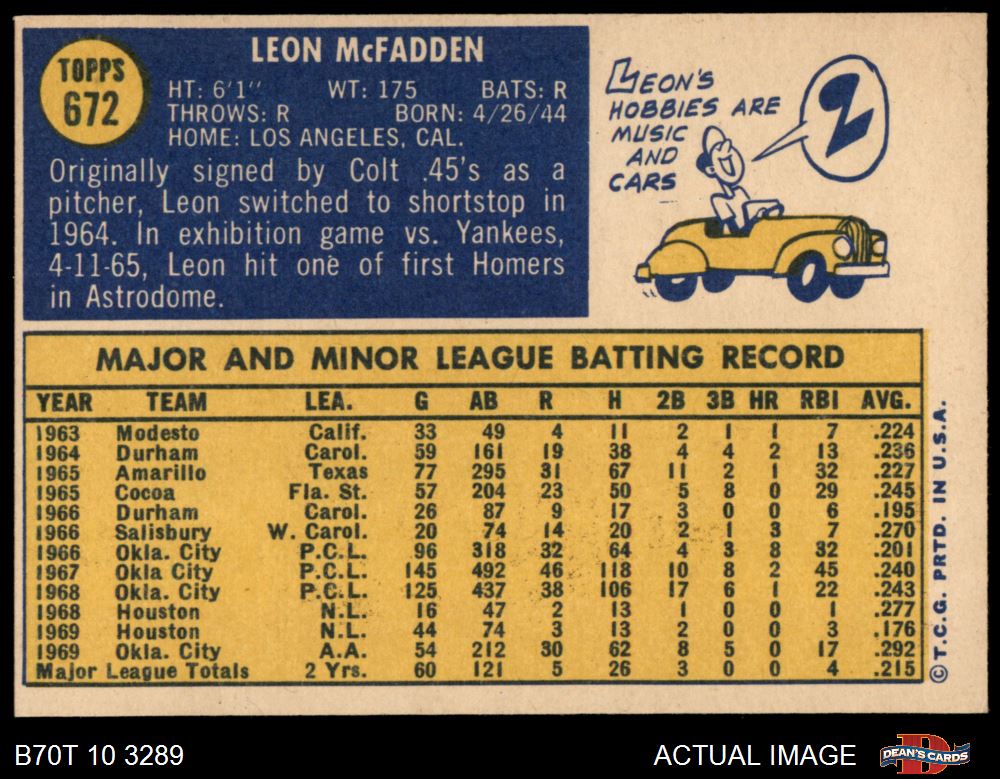 TOPPS
672
LEON McFADDEN
HT: 6'1" WT: 175 BATS: R
THROWS: R BORN: 4/26/44
HOME: LOS ANGELES, CAL.
Originally signed by Colt .45's as a
pitcher, Leon switched to shortstop in
1964. In exhibition game vs. Yankees,
4-11-65, Leon hit one of first Homers
in Astrodome.
LEON'S
HOBBIES ARE
MUSIC
AND
CARS
2
MAJOR AND MINOR LEAGUE BATTING RECORD
YEAR TEAM LEA. G AB R H 2B 3B HR RBI AVG.
1963 Modesto Calif. 33 49 4 11 2 1 1 7 .224
1964 Durham Carol. 59 161 19 38 4 4 2 13 .236
1965 Amarillo Texas 77 295 31 67 11 2 1 32 .227
1965 Cocoa Fla. St. 57 204 23 50 5 8 0 29 .245
1966 Durham Carol. 26 87 9 17 3 0 0 6 .195
1966 Salisbury W. Carol. 20 74 14 20 2 1 3 7 .270
1966 Okla. City P.C.L. 96 318 32 64 4 3 8 32 .201
1967 Okla City P.C.L. 145 492 46 118 10 8 2 45 .240
1968 Okla. City P.C.L. 125 437 38 106 17 6 1 22 .243
1968 Houston N.L. 16 47 2 13 1 0 0 1 .277
1969 Houston N.L. 44 74 3 13 2 0 0 3 .176
1969 Okla. City A.A. 54 212 30 62 8 5 0 17 .292
Major League Totals 2 Yrs. 60 121 5 26 3 0 0 4 .215
©T.C.G. PRTD. IN U.S.A.
B70T 10 3289 ACTUAL IMAGE
DEAN'S CARDS